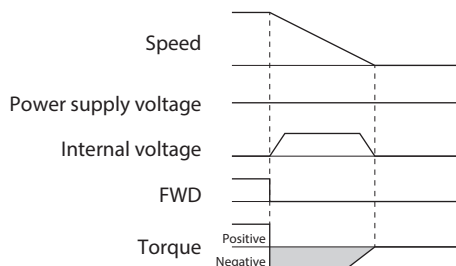 Speed
Power supply voltage
Internal voltage
FWD
Torque
Positive
Negative